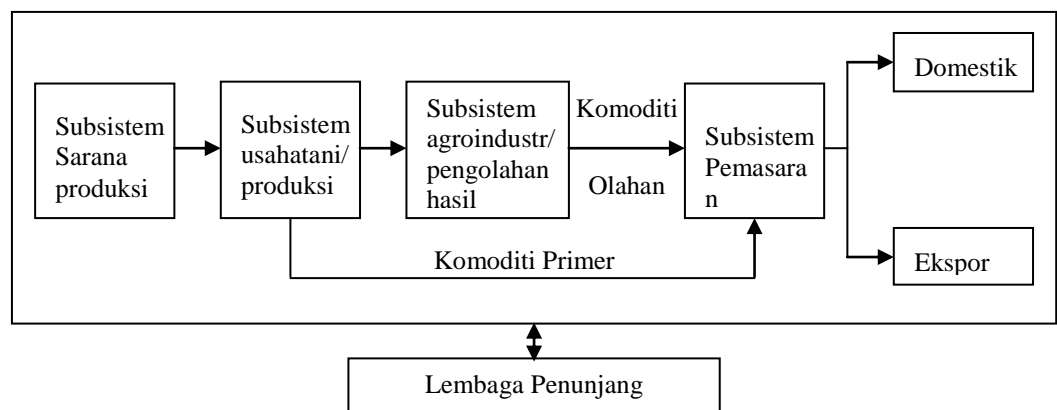 Subsistem
Sarana
produksi
Subsistem
usahatani/
produksi
Subsistem
agroindustr/
pengolahan
hasil
Komoditi
Olahan
Subsistem
Pemasara
n
Domestik
Ekspor
Komoditi Primer
Lembaga Penunjang